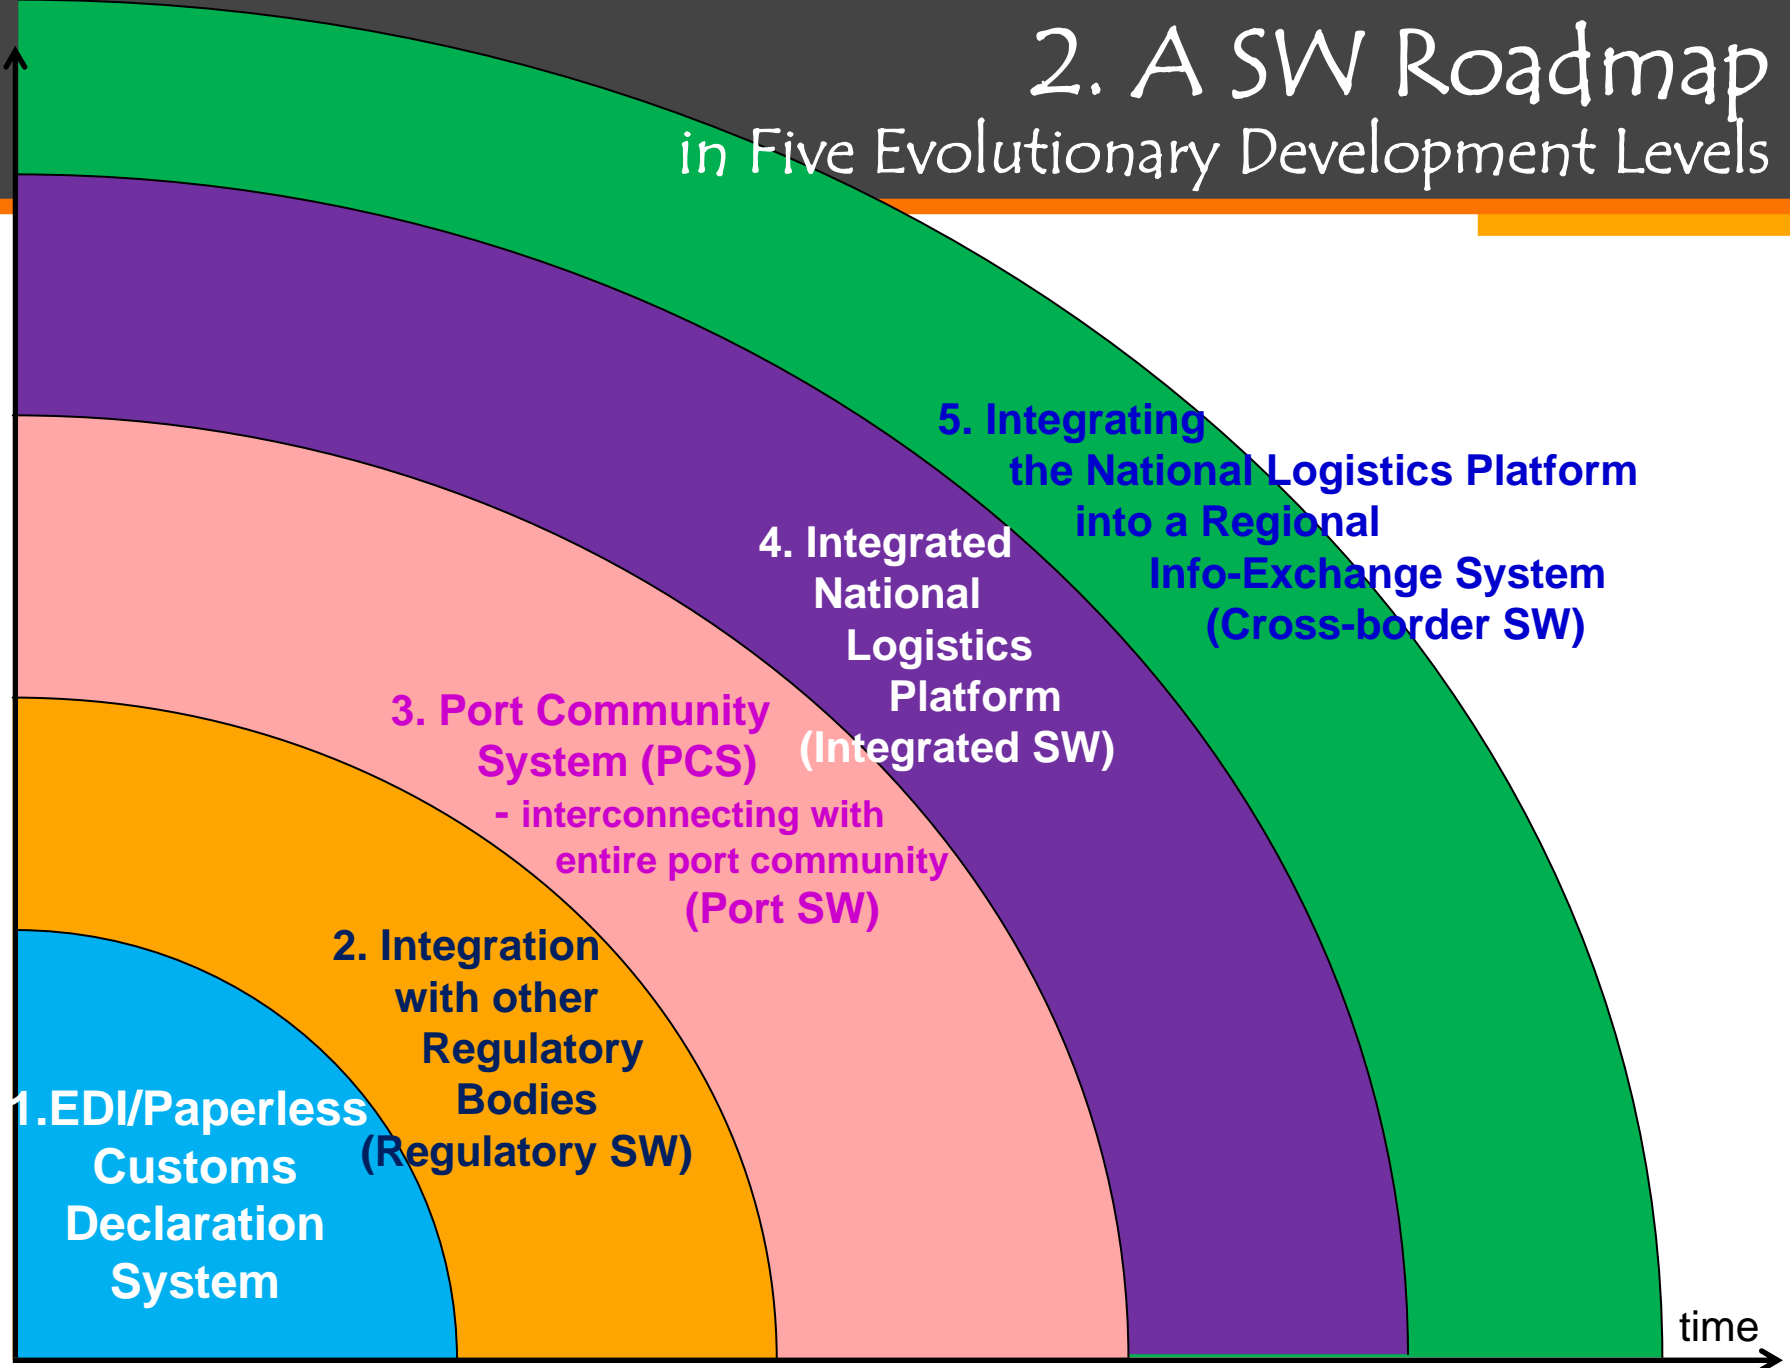 2. A SW Roadmap
in Five Evolutionary Development Levels
5. Integrating
the National Logistics Platform
into a Regional
Info-Exchange System
(Cross-border SW)
4. Integrated
National
Logistics
Platform
(Integrated SW)
3. Port Community
System (PCS)
- interconnecting with
entire port community
(Port SW)
2. Integration
with other
Regulatory
Bodies
(Regulatory SW)
1.EDI/Paperless
Customs
Declaration
System
time